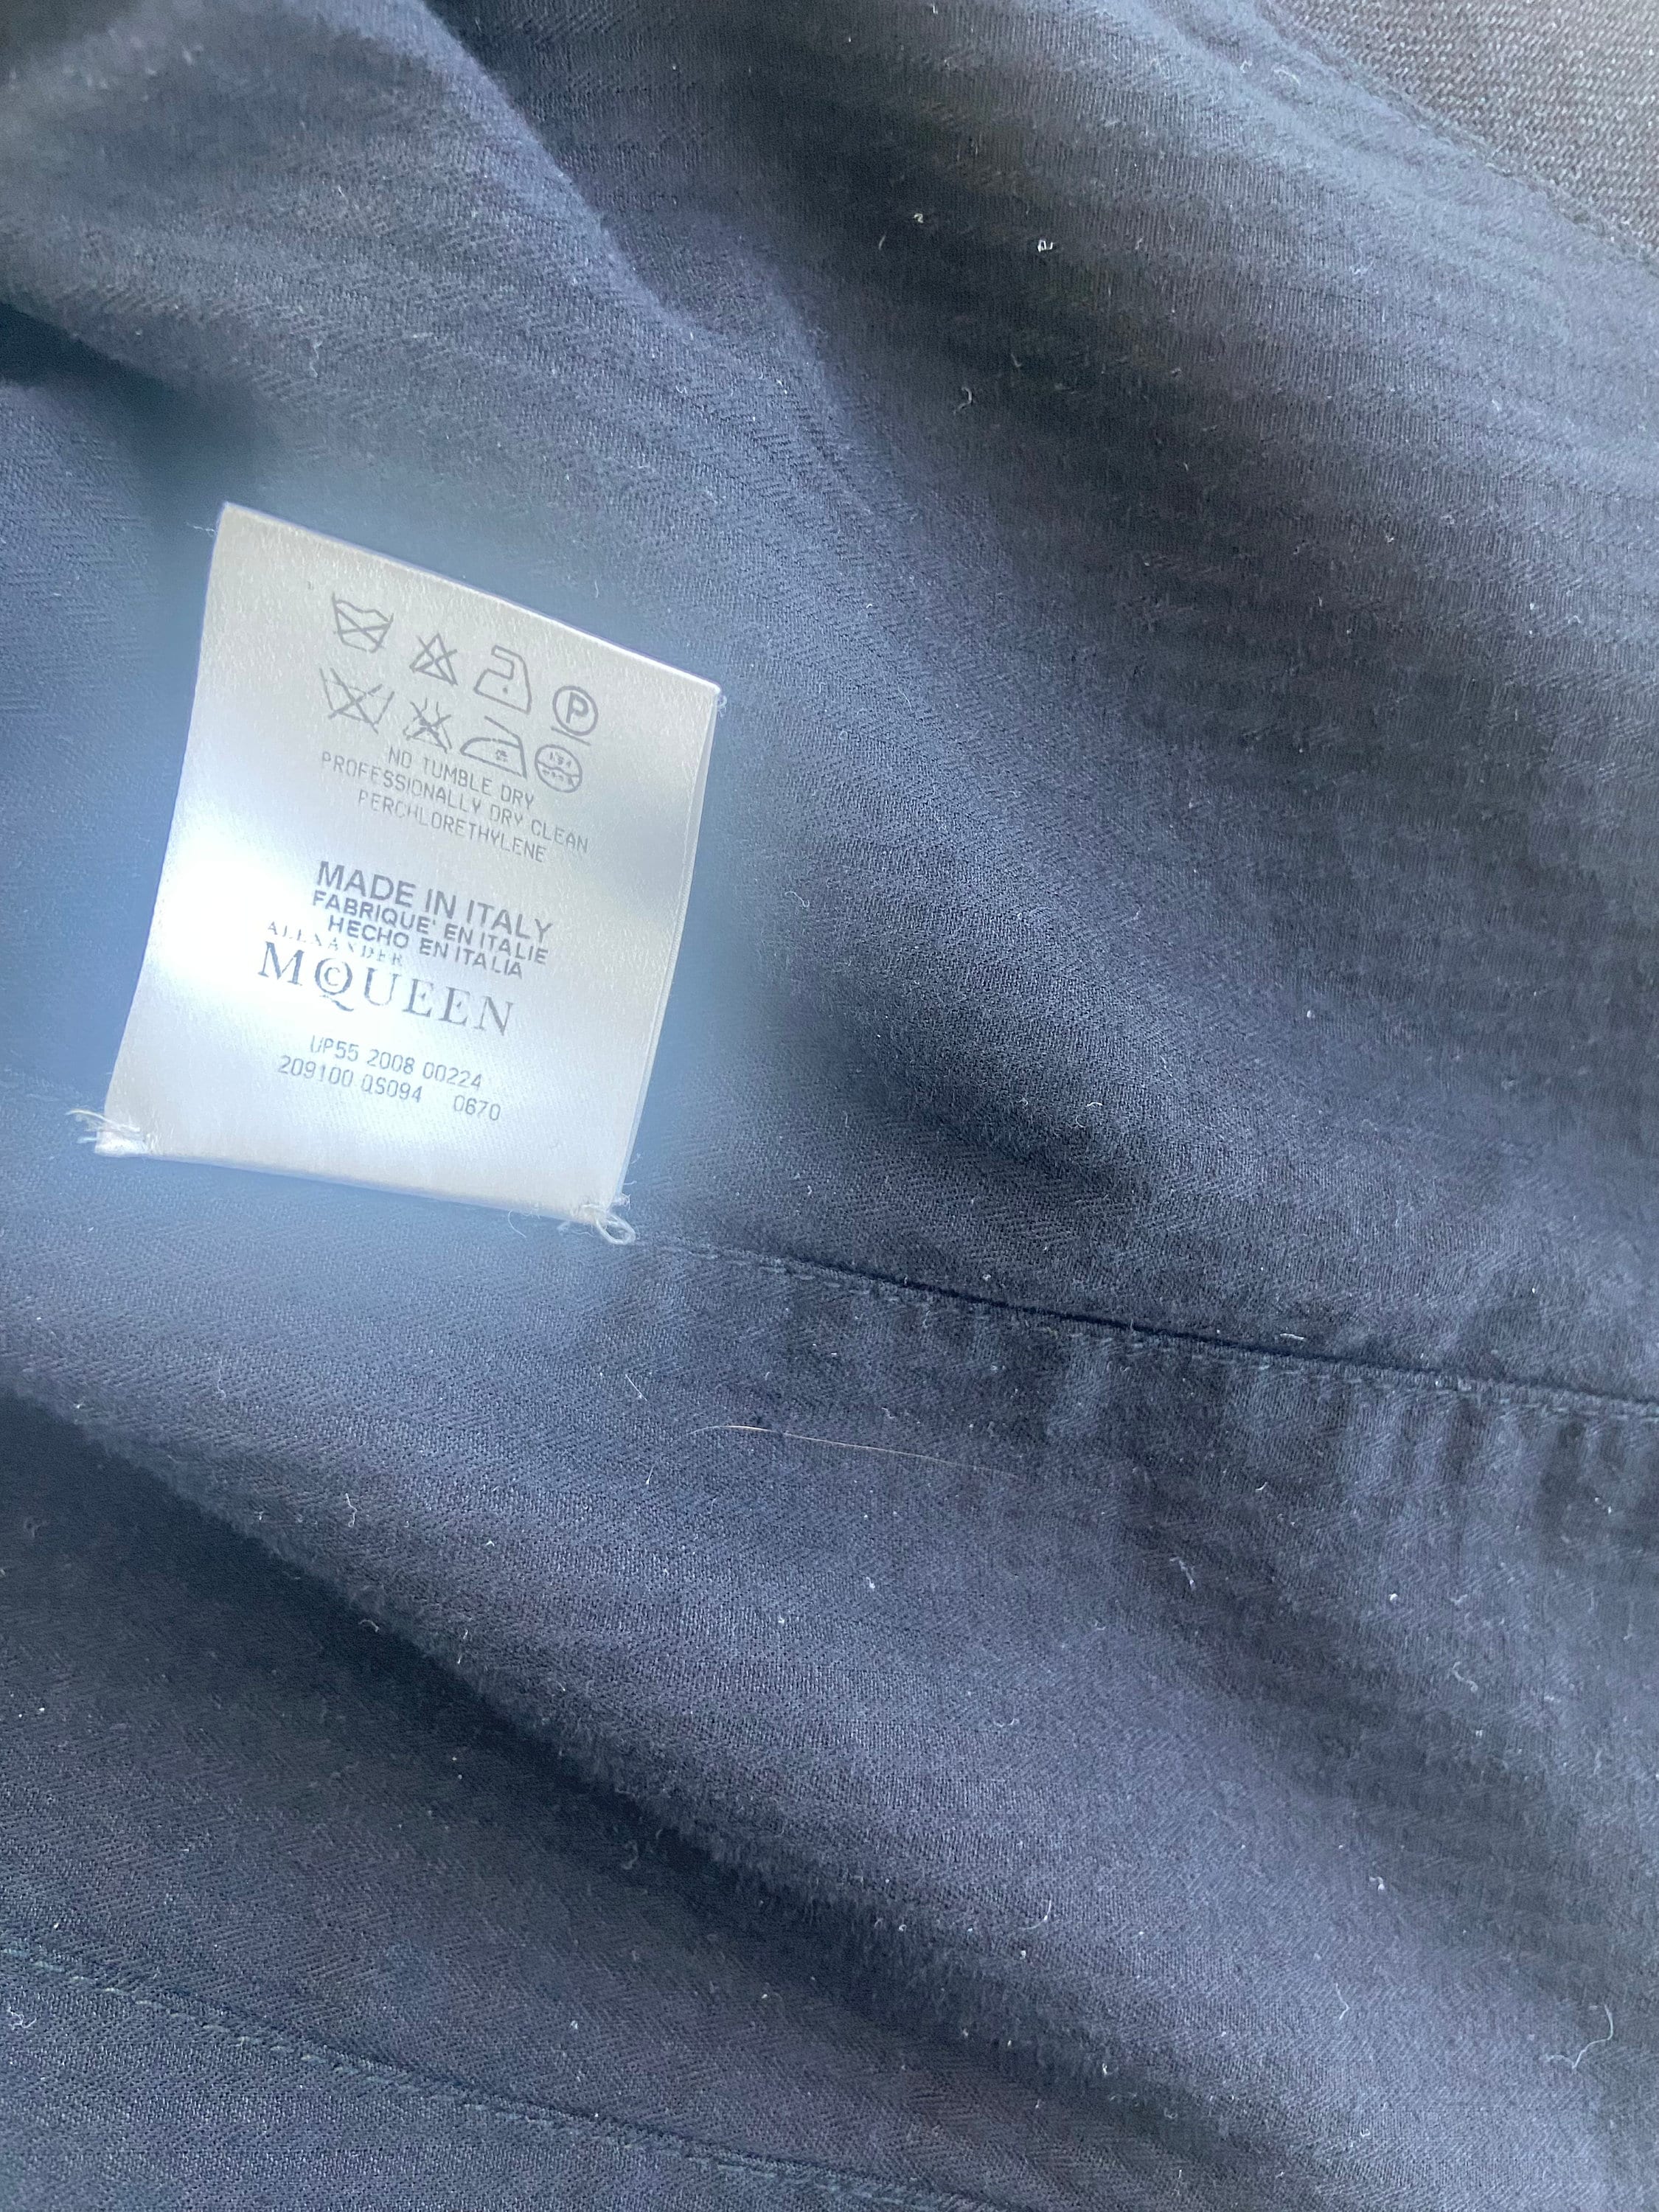 P
NO TUMBLE DRY
PROFESSIONALLY DRY CLEAN
PERCHLORETHYLENE
MADE IN ITALY
FABRIQUE' EN ITALIE
HECHO EN ITALIA
ALEXANDER
MCQUEEN
UP55 2008 00224
209100 QS094 0670